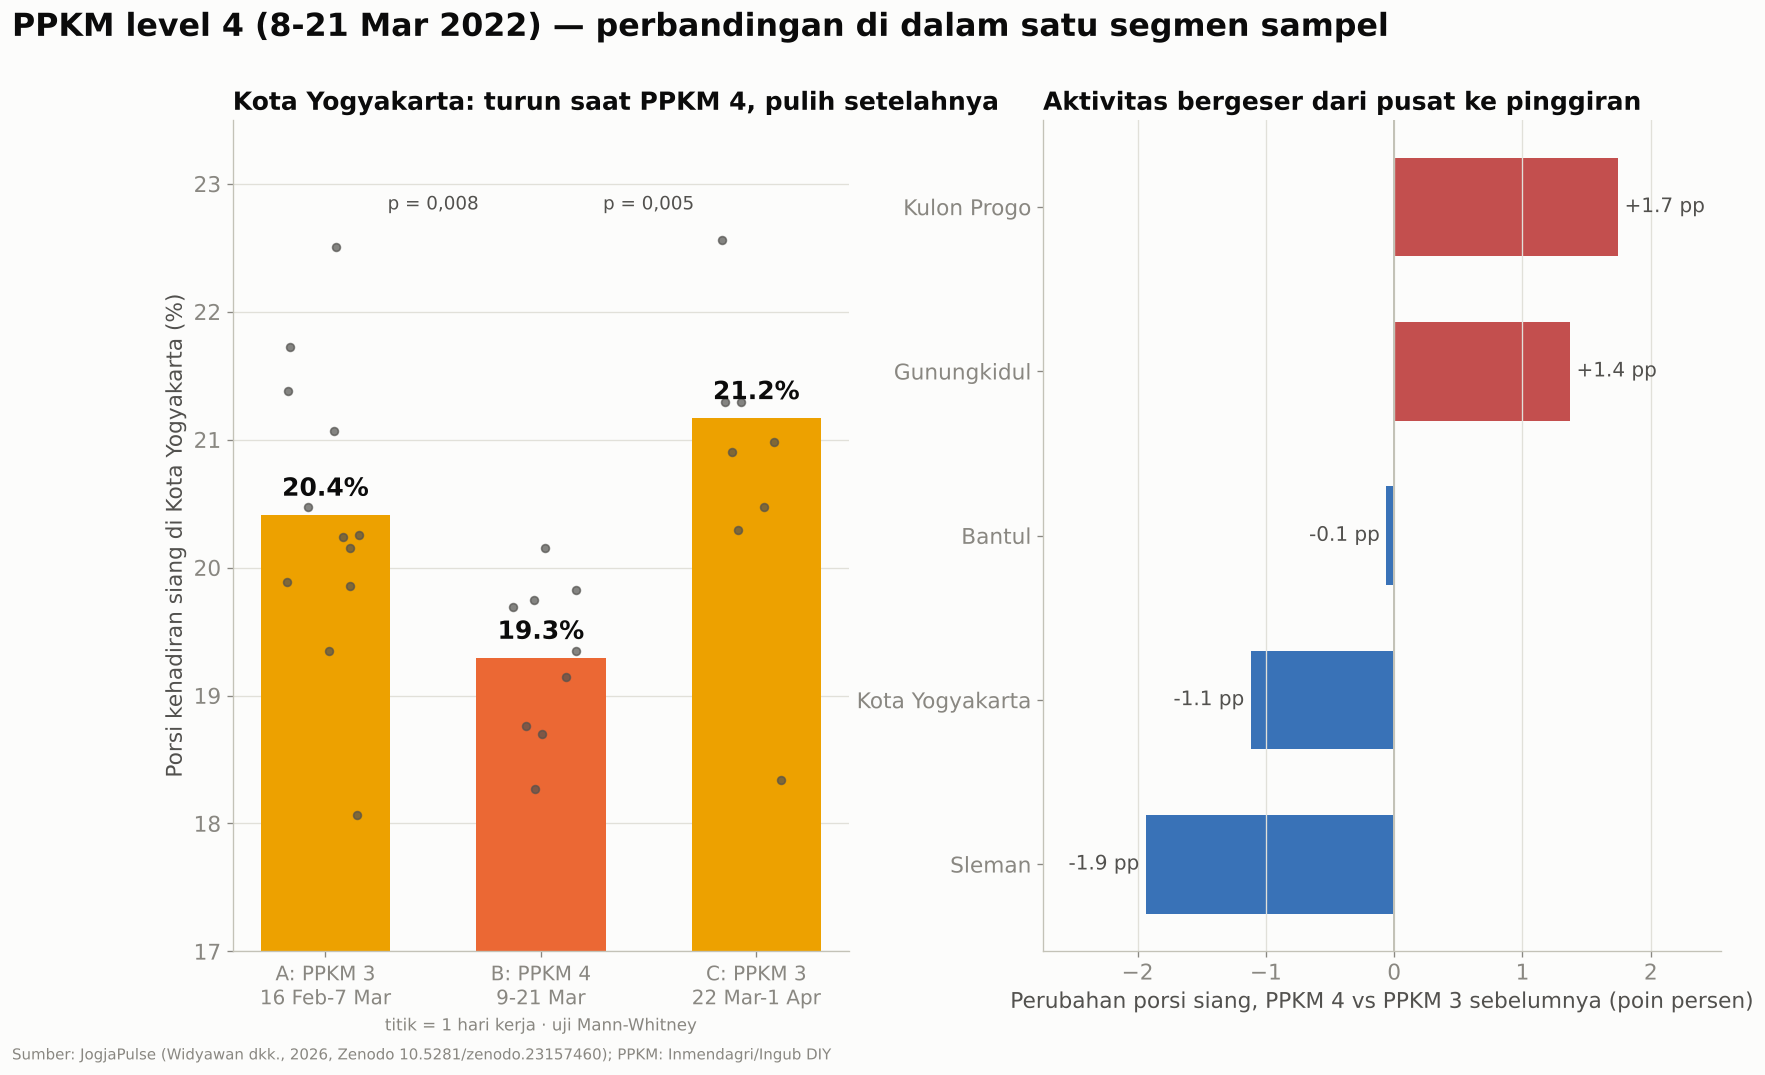 PPKM level 4 (8-21 Mar 2022) — perbandingan di dalam satu segmen sampel
Kota Yogyakarta: turun saat PPKM 4, pulih setelahnya
Porsi kehadiran siang di Kota Yogyakarta (%)
23
22
21
20
19
18
17
p = 0,008
p = 0,005
20.4%
19.3%
21.2%
A: PPKM 3
16 Feb-7 Mar
B: PPKM 4
9-21 Mar
C: PPKM 3
22 Mar-1 Apr
titik = 1 hari kerja · uji Mann-Whitney
Aktivitas bergeser dari pusat ke pinggiran
Kulon Progo
+1.7 pp
Gunungkidul
+1.4 pp
Bantul
-0.1 pp
Kota Yogyakarta
-1.1 pp
Sleman
-1.9 pp
−2
−1
0
1
2
Perubahan porsi siang, PPKM 4 vs PPKM 3 sebelumnya (poin persen)
Sumber: JogjaPulse (Widyawan dkk., 2026, Zenodo 10.5281/zenodo.23157460); PPKM: Inmendagri/Ingub DIY